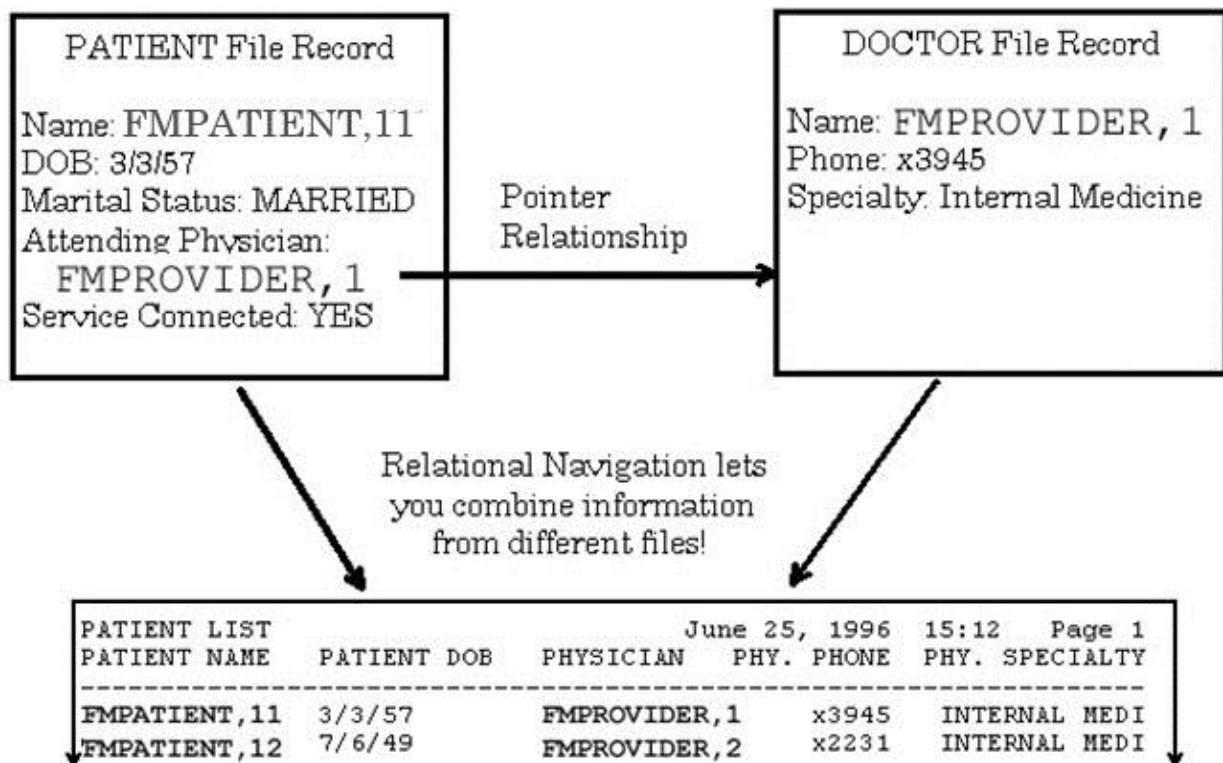 PATIENT File Record
Name: FMPATIENT,11
DOB: 3/3/57
Marital Status: MARRIED
Attending Physician:
FMPROVIDER,1
Service Connected: YES
Pointer
Relationship
DOCTOR File Record
Name: FMPROVIDER,1
Phone: x3945
Specialty: Internal Medicine
Relational Navigation lets
you combine information
from different files!
PATIENT LIST June 25, 1996 15:12 Page 1
PATIENT NAME PATIENT DOB PHYSICIAN PHY. PHONE PHY. SPECIALTY
--------------------------------------------------------------------------------
FMPATIENT,11 3/3/57 FMPROVIDER,1 x3945 INTERNAL MEDI
FMPATIENT,12 7/6/49 FMPROVIDER,2 x2231 INTERNAL MEDI